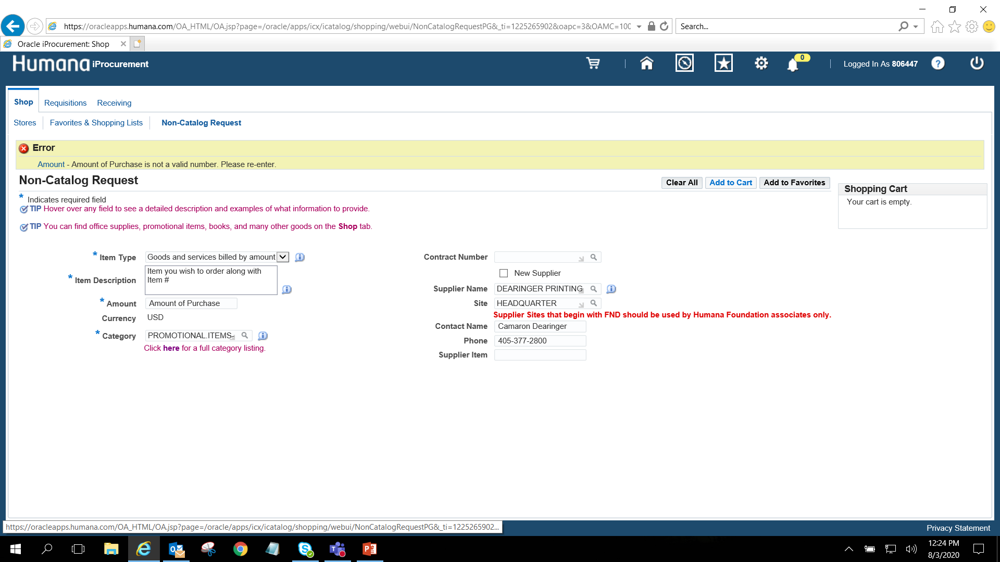 https://oracleapps.humana.com/OA_HTML/OA.jsp?page=/oracle/apps/icx/icatalog/shopping/webui/NonCatalogRequestPG&_ti=1225265902&oapc=3&OAMC=100
Search...
Oracle iProcurement: Shop
Humana iProcurement
0
Logged In As 806447
?
Shop
Requisitions
Receiving
Stores
Favorites & Shopping Lists
Non-Catalog Request
Error
Amount - Amount of Purchase is not a valid number. Please re-enter.
Non-Catalog Request
Clear All
Add to Cart
Add to Favorites
Shopping Cart
Your cart is empty.
* Indicates required field
TIP Hover over any field to see a detailed description and examples of what information to provide.
TIP You can find office supplies, promotional items, books, and many other goods on the Shop tab.
* Item Type Goods and services billed by amount
* Item Description Item you wish to order along with
Item #
* Amount Amount of Purchase
Currency USD
* Category PROMOTIONAL.ITEMS-
Click here for a full category listing.
Contract Number
New Supplier
Supplier Name DEARINGER PRINTING
Site HEADQUARTER
Supplier Sites that begin with FND should be used by Humana Foundation associates only.
Contact Name Camaron Dearinger
Phone 405-377-2800
Supplier Item
https://oracleapps.humana.com/OA_HTML/OA.jsp?page=/oracle/apps/icx/icatalog/shopping/webui/NonCatalogRequestPG&_ti=1225265902...
Privacy Statement
12:24 PM
8/3/2020